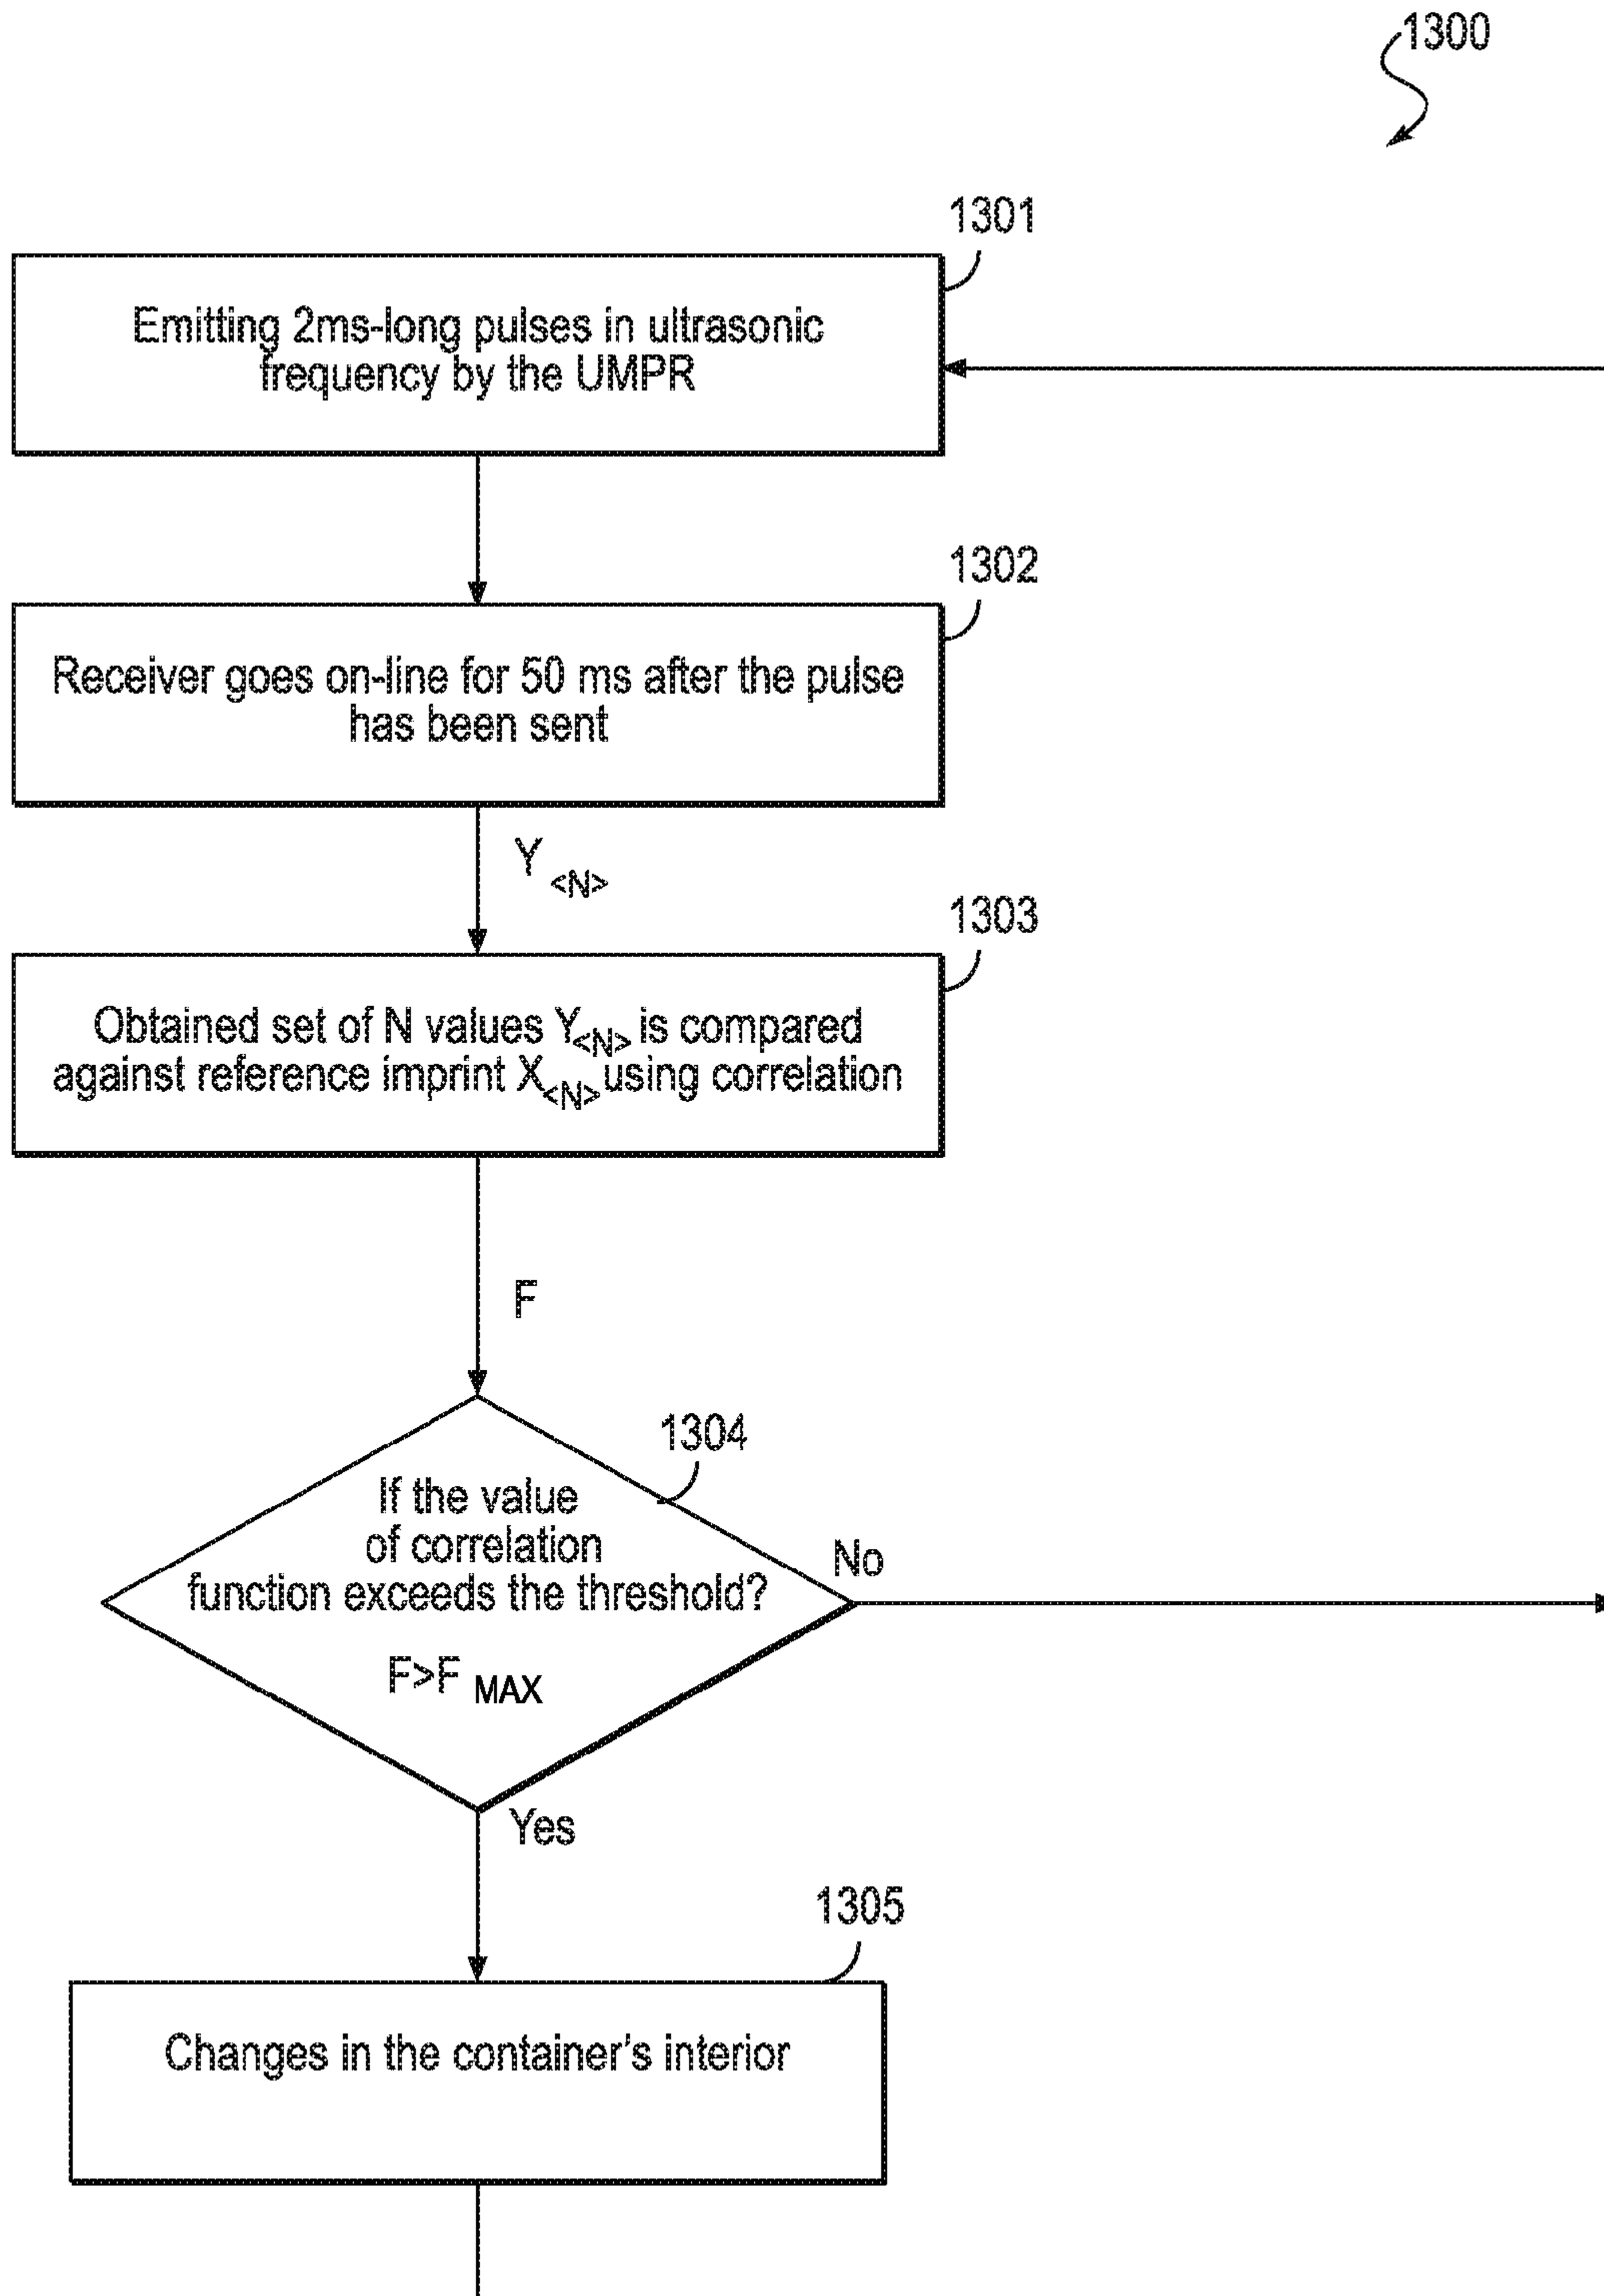 1300
1301
Emitting 2ms-long pulses in ultrasonic
frequency by the UMPR
1302
Receiver goes on-line for 50 ms after the pulse
has been sent
Y <N>
1303
Obtained set of N values Y<N> is compared
against reference imprint X<N> using correlation
F
1304
If the value
of correlation
function exceeds the threshold?
F>F MAX
No
Yes
1305
Changes in the container's interior